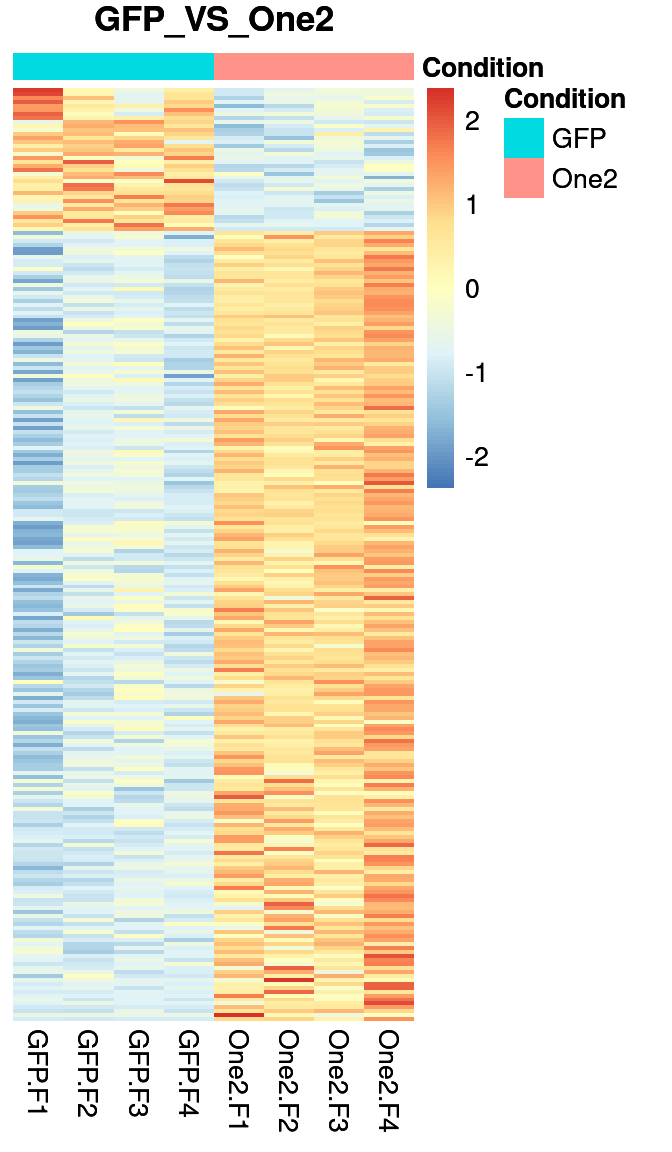 GFP_VS_One2
Condition
Condition
GFP
One2
2
1
0
-1
-2
GFP.F1
GFP.F2
GFP.F3
GFP.F4
One2.F1
One2.F2
One2.F3
One2.F4